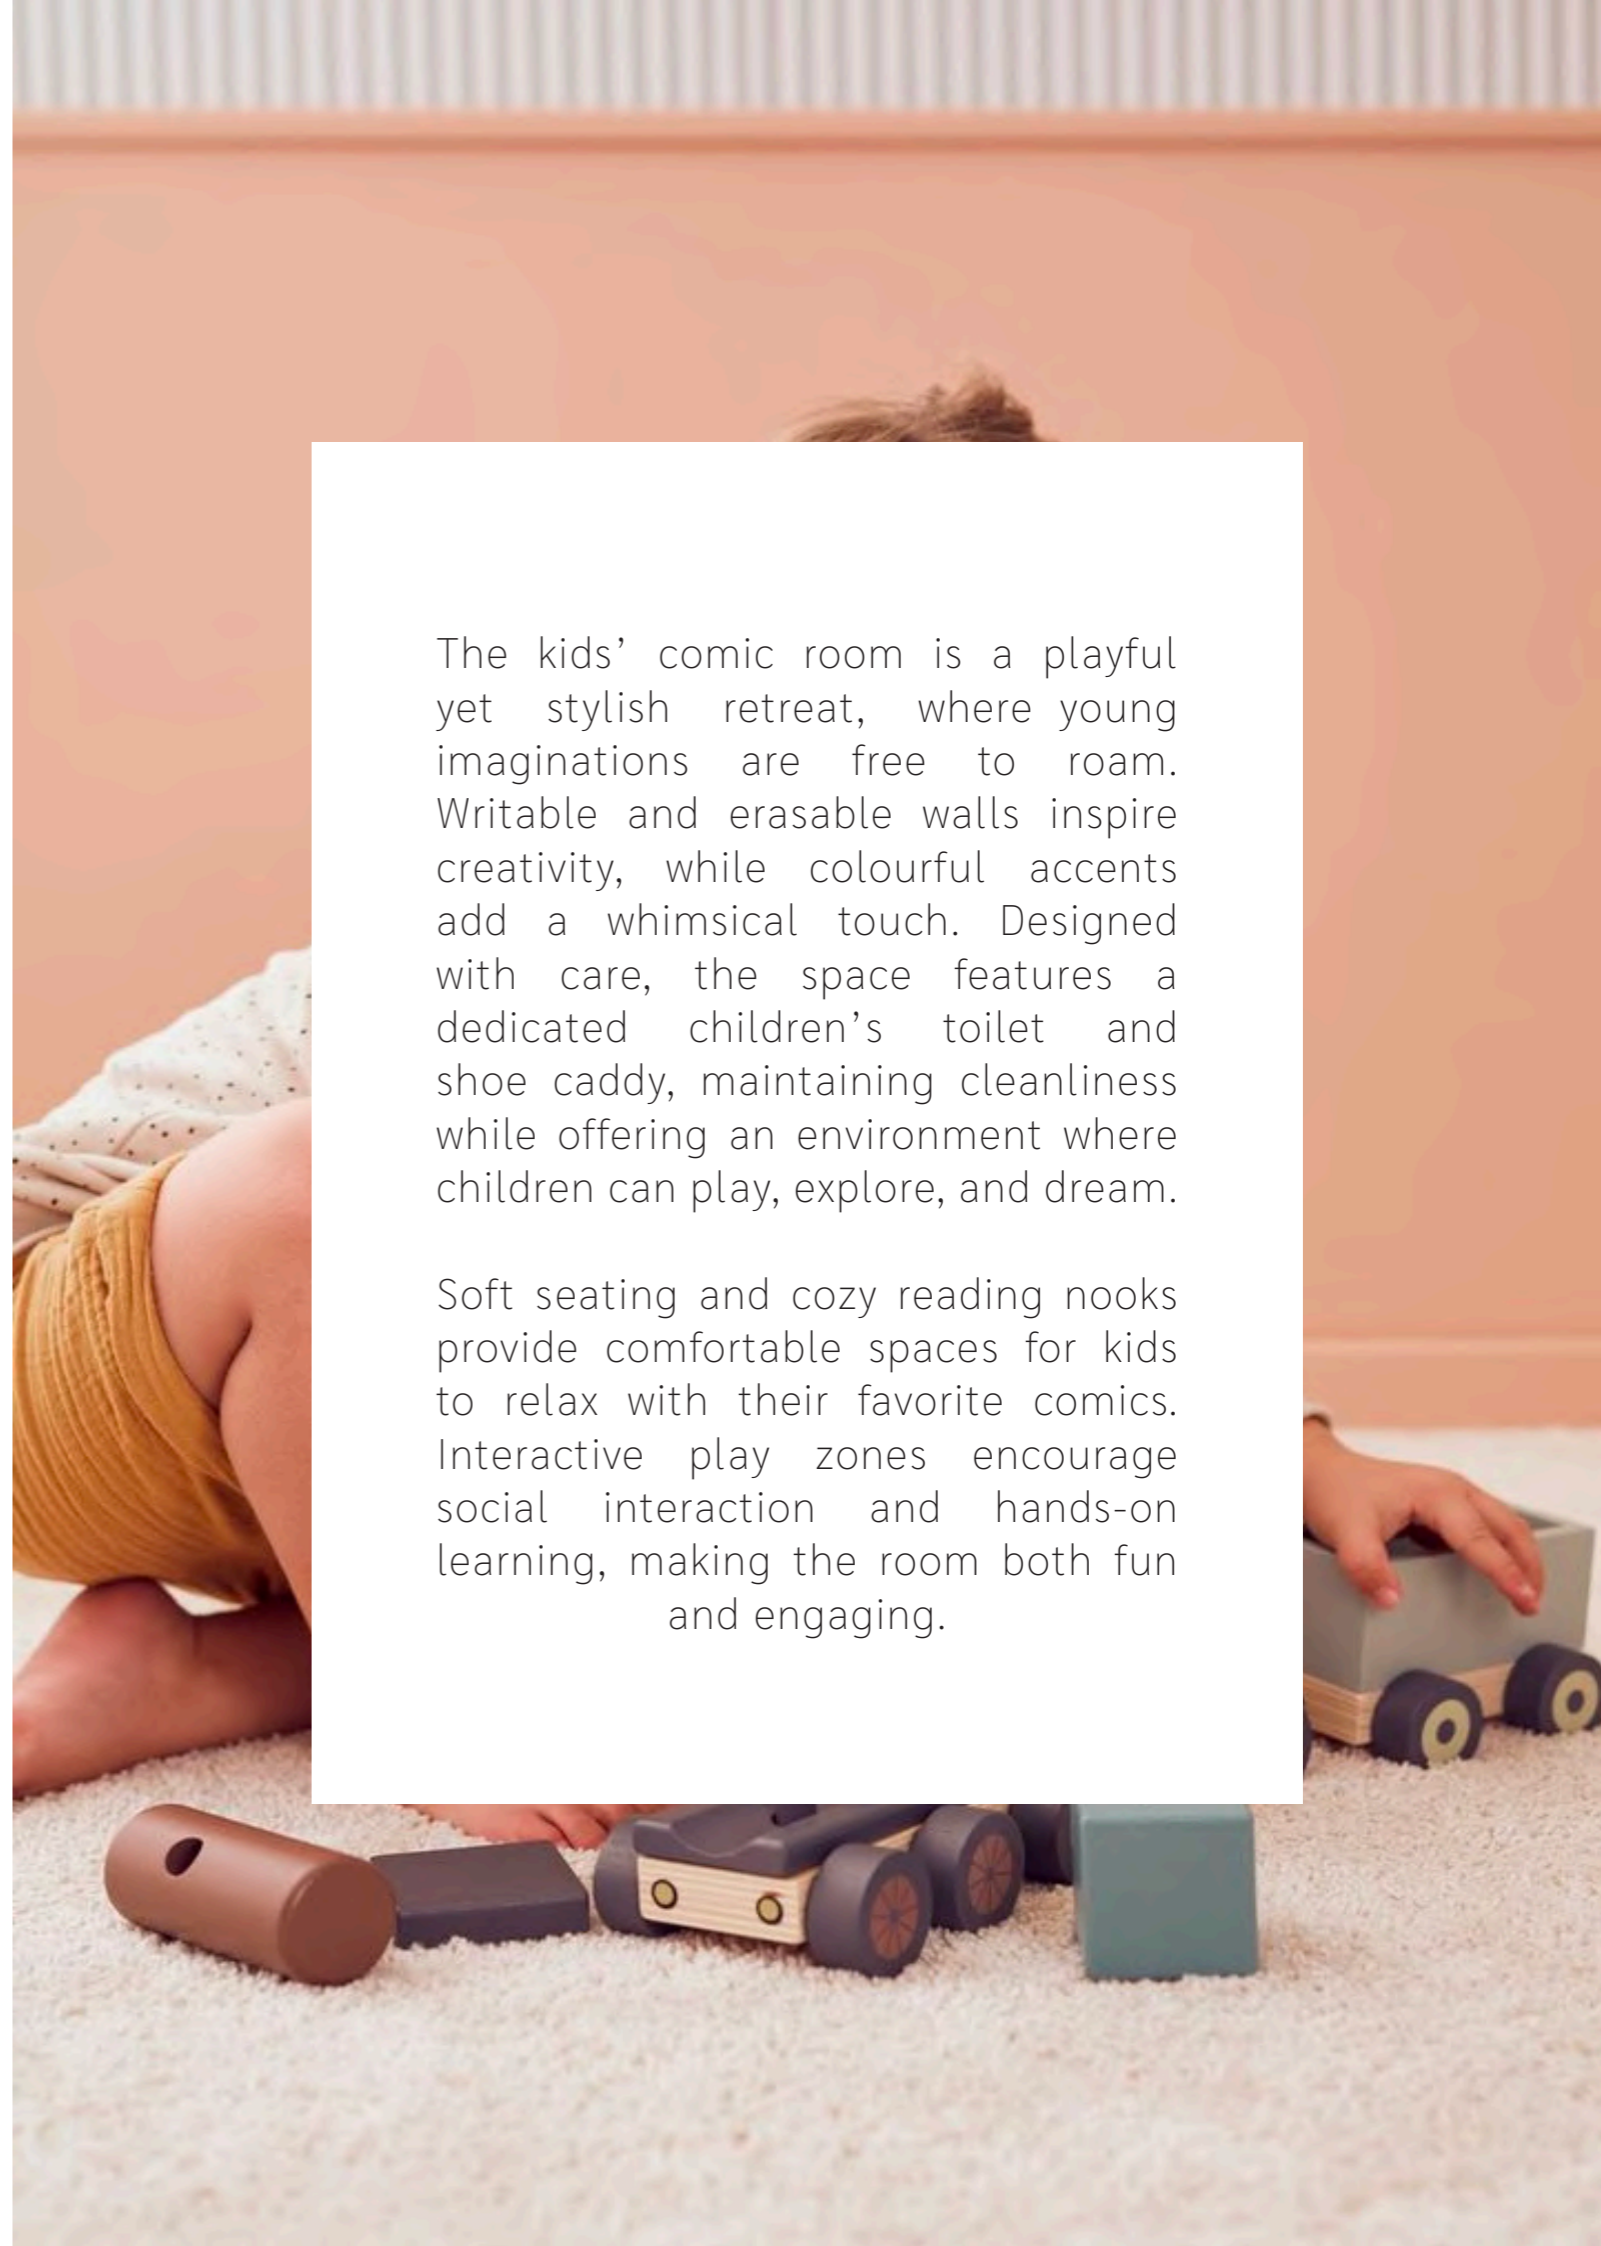 The kids’ comic room is a playful
yet stylish retreat, where young
imaginations are free to roam.
Writable and erasable walls inspire
creativity, while colourful accents
add a whimsical touch. Designed
with care, the space features a
dedicated children’s toilet and
shoe caddy, maintaining cleanliness
while offering an environment where
children can play, explore, and dream.
Soft seating and cozy reading nooks
provide comfortable spaces for kids
to relax with their favorite comics.
Interactive play zones encourage
social interaction and hands-on
learning, making the room both fun
and engaging.